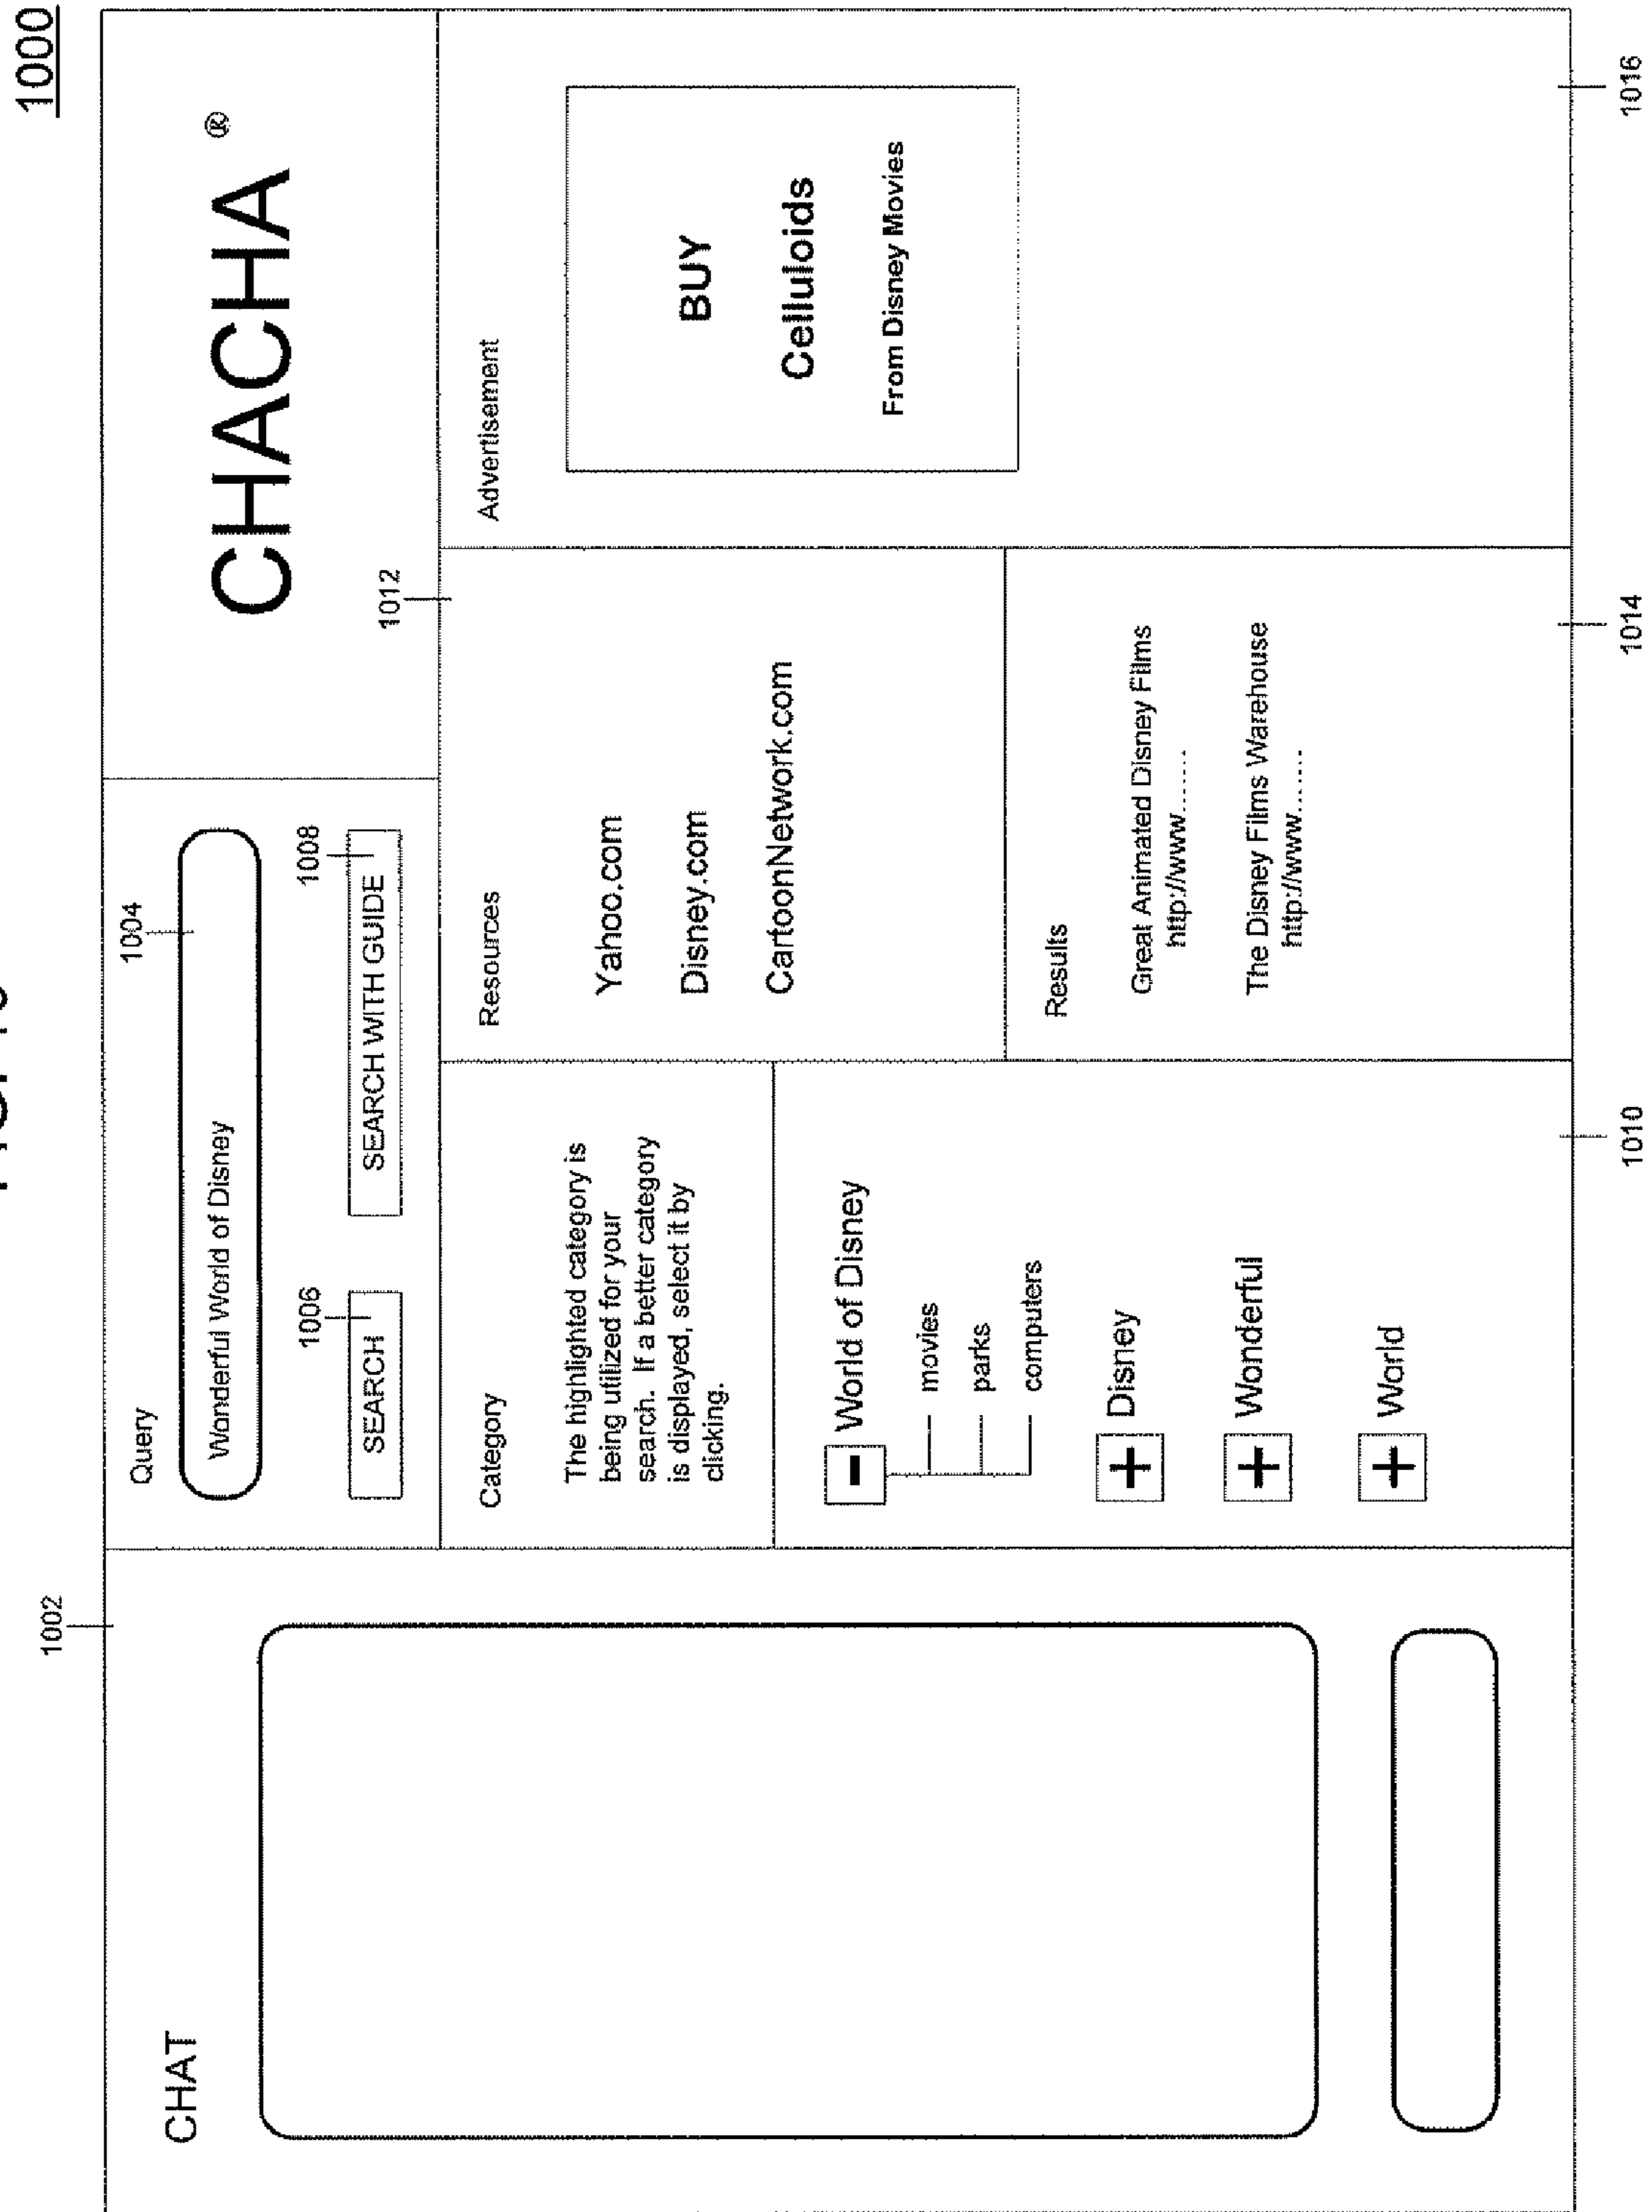 1000
1002
CHAT
Query
1004
Wonderful World of Disney
1006
1008
SEARCH
SEARCH WITH GUIDE
CHACHA ®
1012
Category
The highlighted category is
being utilized for your
search. If a better category
is displayed, select it by
clicking.
World of Disney
movies
parks
computers
Disney
Wonderful
World
1010
Resources
Yahoo.com
Disney.com
CartoonNetwork.com
Results
Great Animated Disney Films
http://www.......
The Disney Films Warehouse
http://www.......
1014
Advertisement
BUY
Celluloids
From Disney Movies
1016